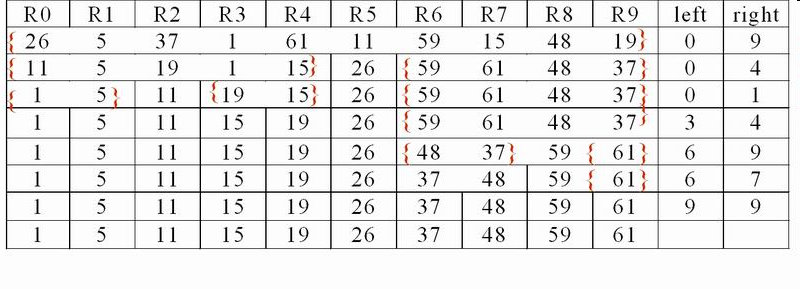 R0 R1 R2 R3 R4 R5 R6 R7 R8 R9 left right
{ 26 5 37 1 61 11 59 15 48 19 } 0 9
{ 11 5 19 1 15 } 26 { 59 61 48 37 } 0 4
{ 1 5 } 11 { 19 15 } 26 { 59 61 48 37 } 0 1
1 5 11 15 19 26 { 59 61 48 37 } 3 4
1 5 11 15 19 26 { 48 37 } 59 { 61 } 6 9
1 5 11 15 19 26 37 48 59 { 61 } 6 7
1 5 11 15 19 26 37 48 59 61 9 9
1 5 11 15 19 26 37 48 59 61